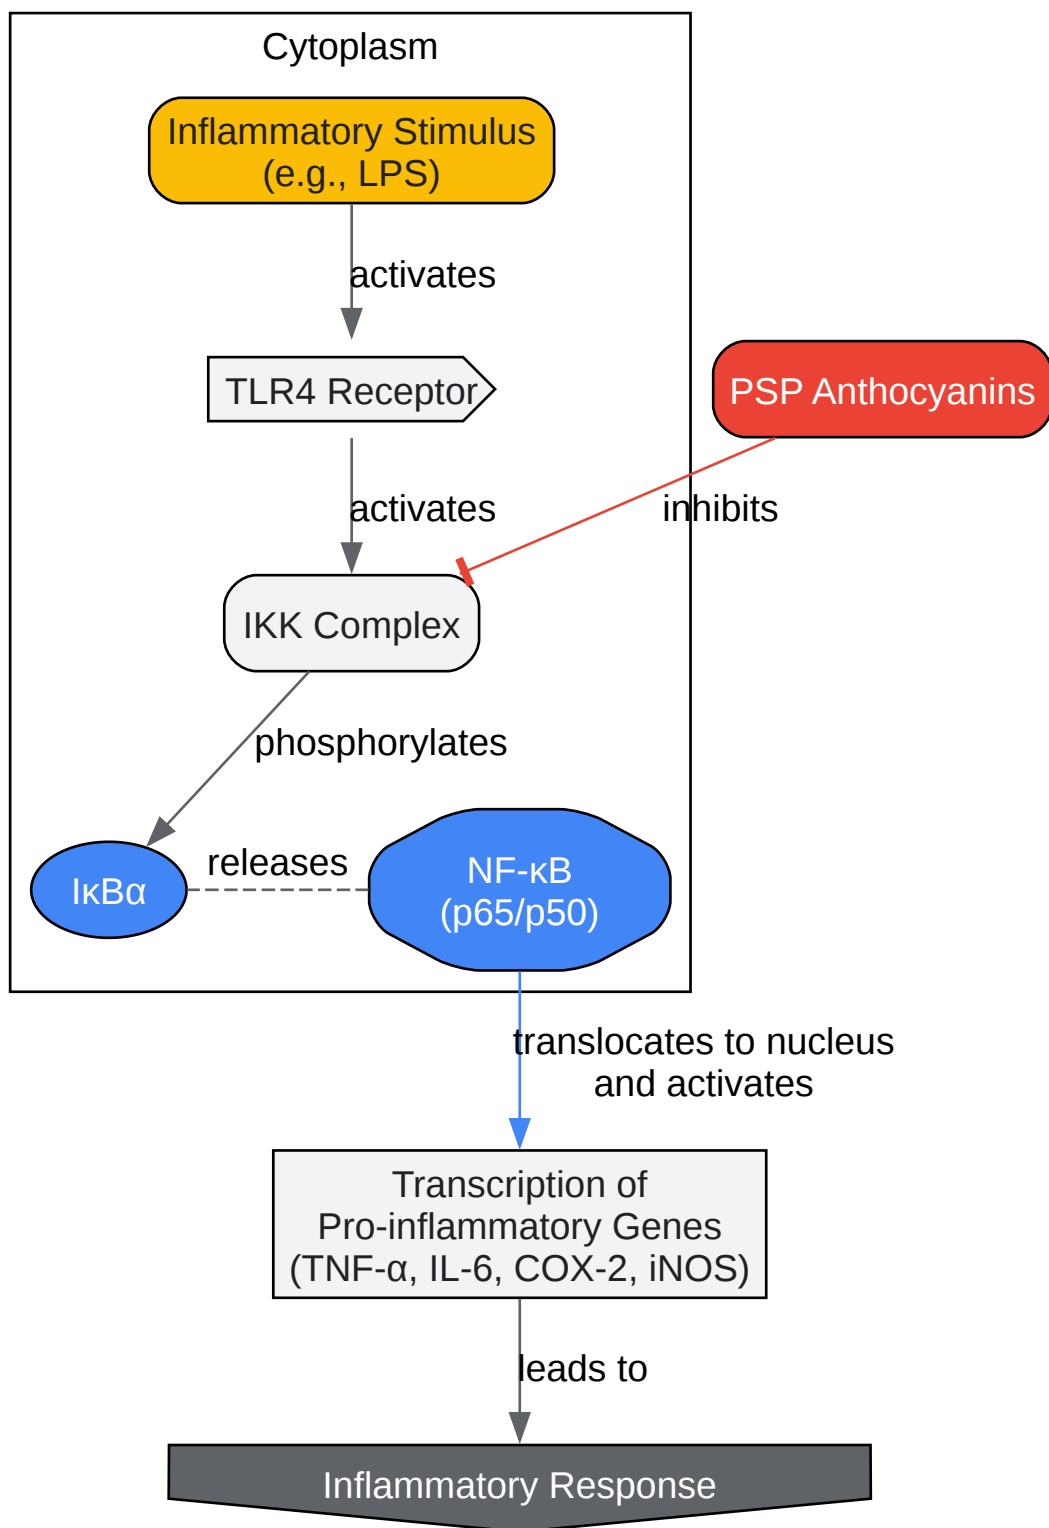 Cytoplasm
Inflammatory Stimulus
(e.g., LPS)
activates
TLR4 Receptor
PSP Anthocyanins
activates
inhibits
IKK Complex
phosphorylates
releases
IκBα
NF-κB
(p65/p50)
translocates to nucleus
and activates
Transcription of
Pro-inflammatory Genes
(TNF-α, IL-6, COX-2, iNOS)
leads to
Inflammatory Response